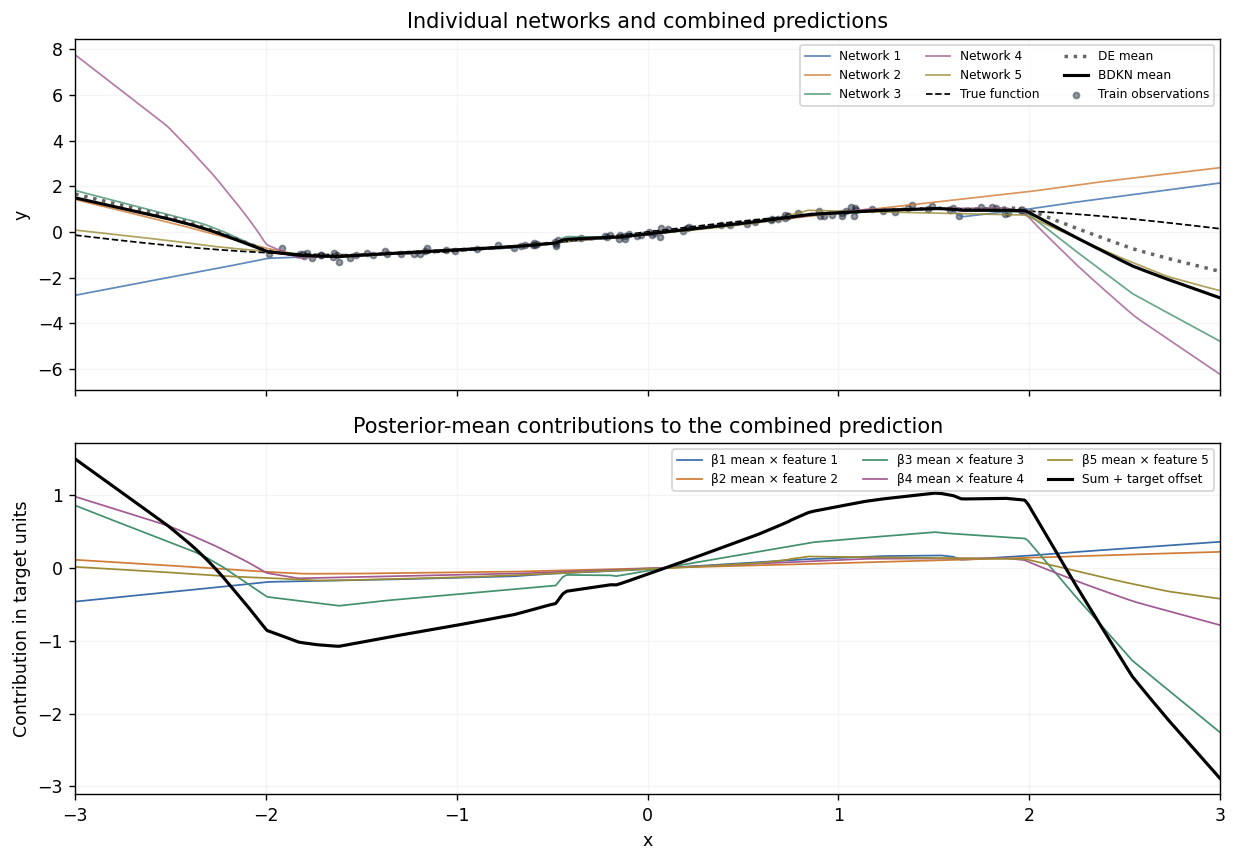 Individual networks and combined predictions
8
6
4
2
0
−2
−4
−6
y
Network 1
Network 2
Network 3
Network 4
Network 5
True function
DE mean
BDKN mean
Train observations
Posterior-mean contributions to the combined prediction
1
0
−1
−2
−3
Contribution in target units
β1 mean × feature 1
β2 mean × feature 2
β3 mean × feature 3
β4 mean × feature 4
β5 mean × feature 5
Sum + target offset
−3
−2
−1
0
1
2
3
x